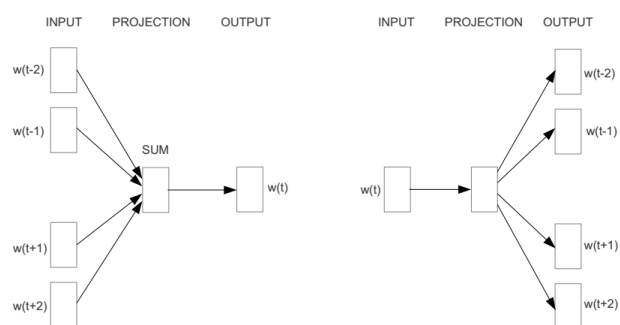 INPUT PROJECTION OUTPUT
w(t-2)
w(t-1)
SUM
w(t)
w(t+1)
w(t+2)
INPUT PROJECTION OUTPUT
w(t-2)
w(t-1)
w(t)
w(t+1)
w(t+2)